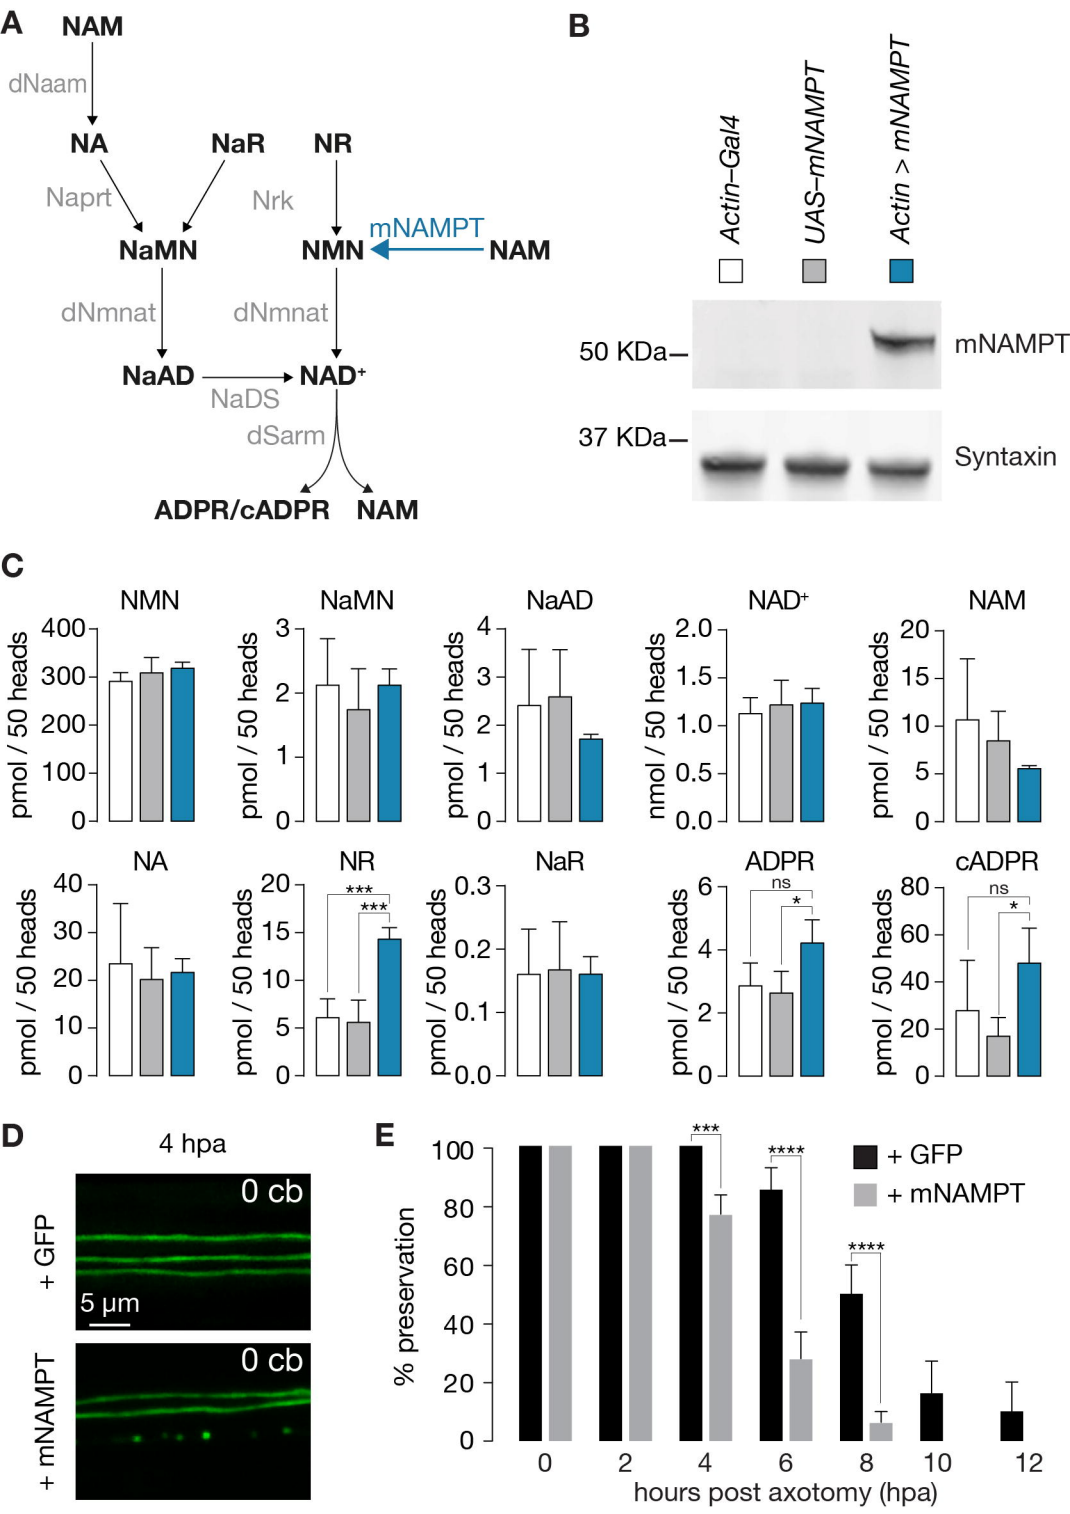 A
NAM
dNaam
NA NaR NR
Naprt Nrk
mNAMPT
NaMN NMN NAM
dNmnat dNmnat
NaAD NAD+
NaDS
dSarm
ADPR/cADPR NAM
B
Actin–Gal4
UAS–mNAMPT
Actin > mNAMPT
50 KDa
mNAMPT
37 KDa
Syntaxin
C
NMN
pmol / 50 heads
400
300
200
100
0
NaMN
pmol / 50 heads
3
2
1
0
NaAD
pmol / 50 heads
4
3
2
1
0
NAD+
nmol / 50 heads
2.0
1.5
1.0
0.5
0.0
NAM
pmol / 50 heads
20
15
10
5
0
NA
pmol / 50 heads
40
30
20
10
0
NR
pmol / 50 heads
20
15
10
5
0
***
***
NaR
pmol / 50 heads
0.3
0.2
0.1
0.0
ADPR
pmol / 50 heads
6
4
2
0
ns
*
cADPR
pmol / 50 heads
80
60
40
20
0
ns
*
D
4 hpa
+ GFP
0 cb
5 µm
+ mNAMPT
0 cb
E
% preservation
100
80
60
40
20
0
***
****
****
+ GFP
+ mNAMPT
0 2 4 6 8 10 12
hours post axotomy (hpa)